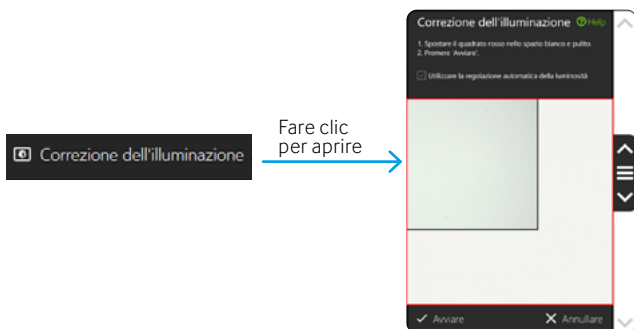 Correzione dell'illuminazione
Fare clic
per aprire
Correzione dell'illuminazione Help
1. Spostare il quadrato rosso nello spazio bianco e pulito.
2. Premere 'Avviare'.
Utilizzare la regolazione automatica della luminosità
Avviare
Annullare